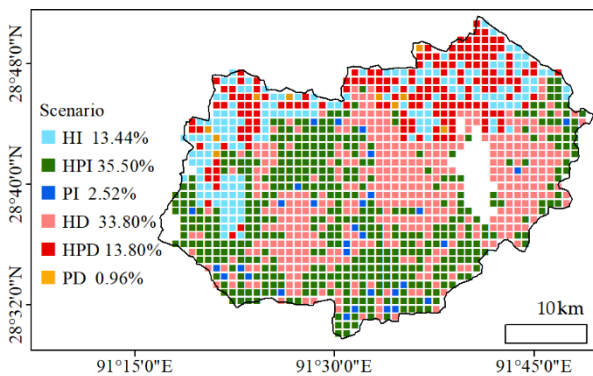 28°48'0"N
28°40'0"N
28°32'0"N
Scenario
HI 13.44%
HPI 35.50%
PI 2.52%
HD 33.80%
HPD 13.80%
PD 0.96%
10km
91°15'0"E 91°30'0"E 91°45'0"E